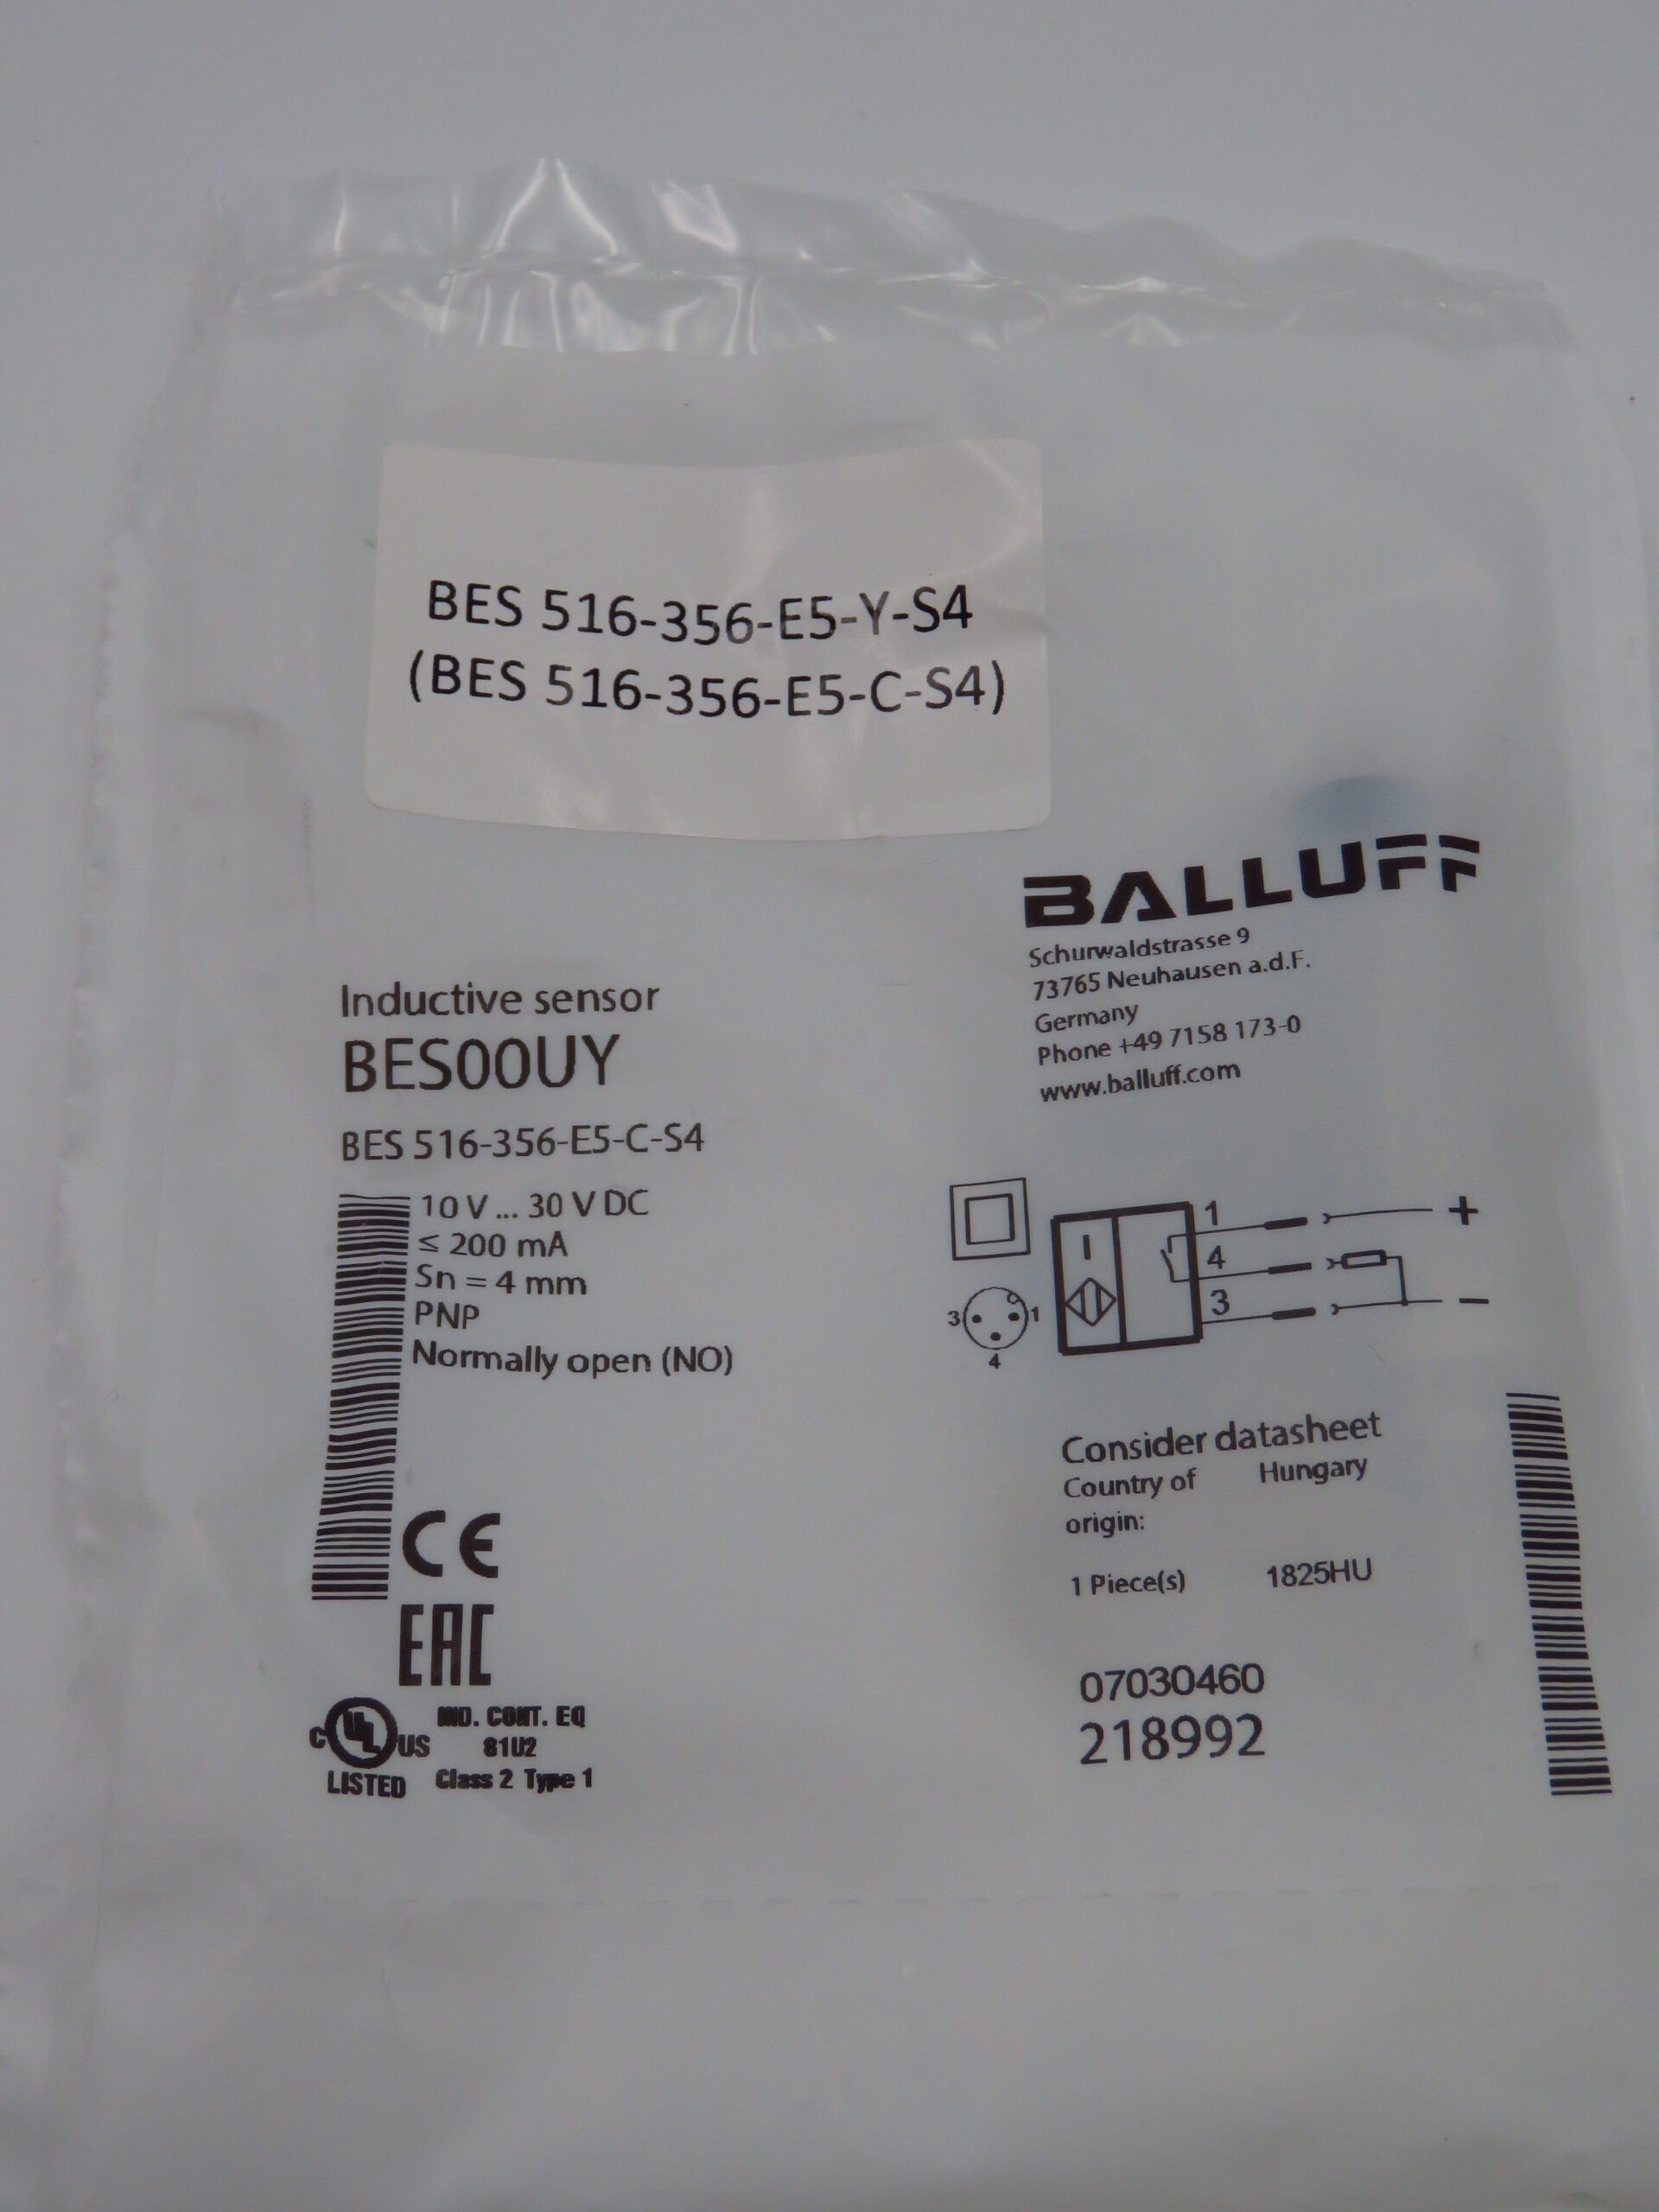 BES 516-356-E5-Y-S4
(BES 516-356-E5-C-S4)
BALLUFF
Schurwaldstrasse 9
73765 Neuhausen a.d.F.
Germany
Phone +49 7158 173-0
www.balluff.com
Inductive sensor
BES00UY
BES 516-356-E5-C-S4
10 V ... 30 V DC
≤ 200 mA
Sn = 4 mm
PNP
Normally open (NO)
1 +
4
3 -
3 1
4
Consider datasheet
Country of Hungary
origin:
1 Piece(s) 1825HU
07030460
218992
CE
EAC
C UL US
LISTED
IND. CONT. EQ
81U2
Class 2 Type 1